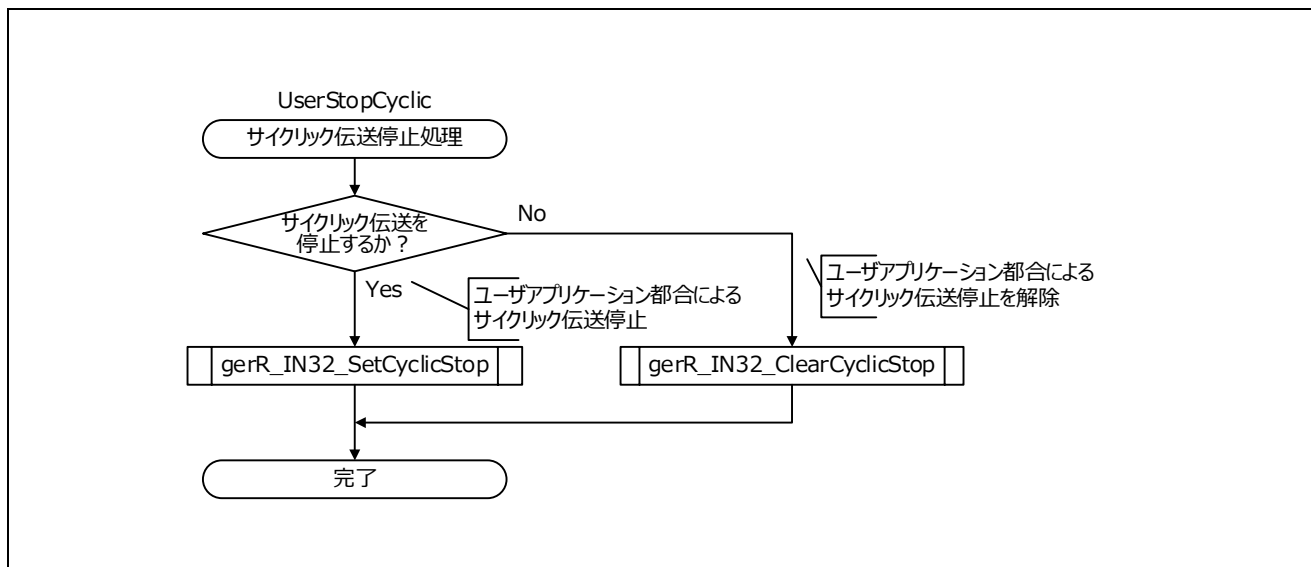 UserStopCyclic
サイクリック伝送停止処理
サイクリック伝送を
停止するか？
No
Yes
ユーザアプリケーション都合による
サイクリック伝送停止
ユーザアプリケーション都合による
サイクリック伝送停止を解除
gerR_IN32_SetCyclicStop
gerR_IN32_ClearCyclicStop
完了